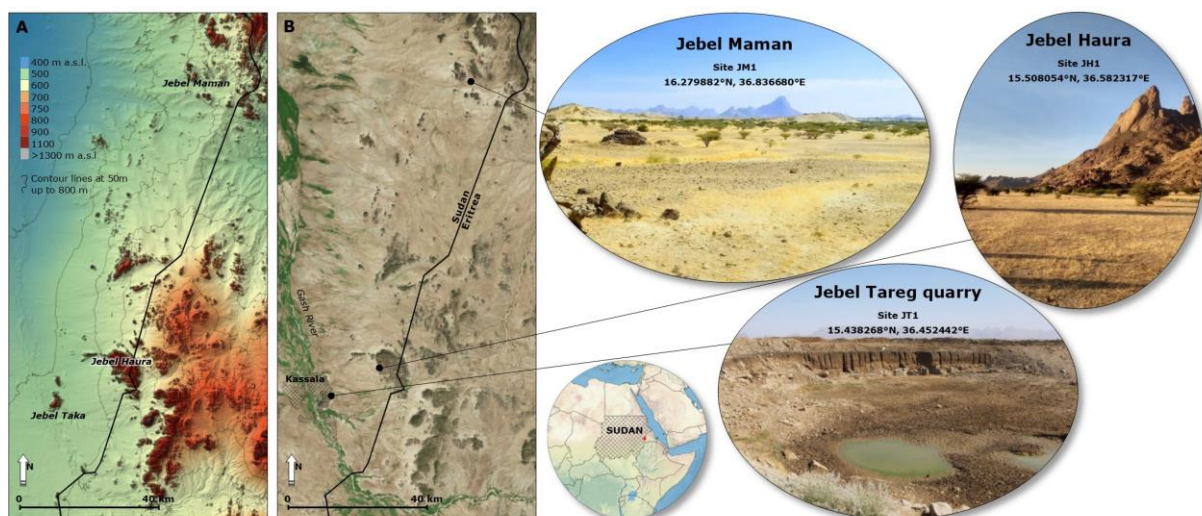 A
400 m a.s.l.
500
600
700
750
800
900
1100
>1300 m a.s.l
Contour lines at 50m
up to 800 m
Jebel Maman
Jebel Haura
Jebel Taka
N
0
40 km
B
Sudan
Eritrea
Gash River
Kassala
N
0
40 km
Jebel Maman
Site JM1
16.279882°N, 36.836680°E
Jebel Haura
Site JH1
15.508054°N, 36.582317°E
Jebel Tareg quarry
Site JT1
15.438268°N, 36.452442°E
SUDAN